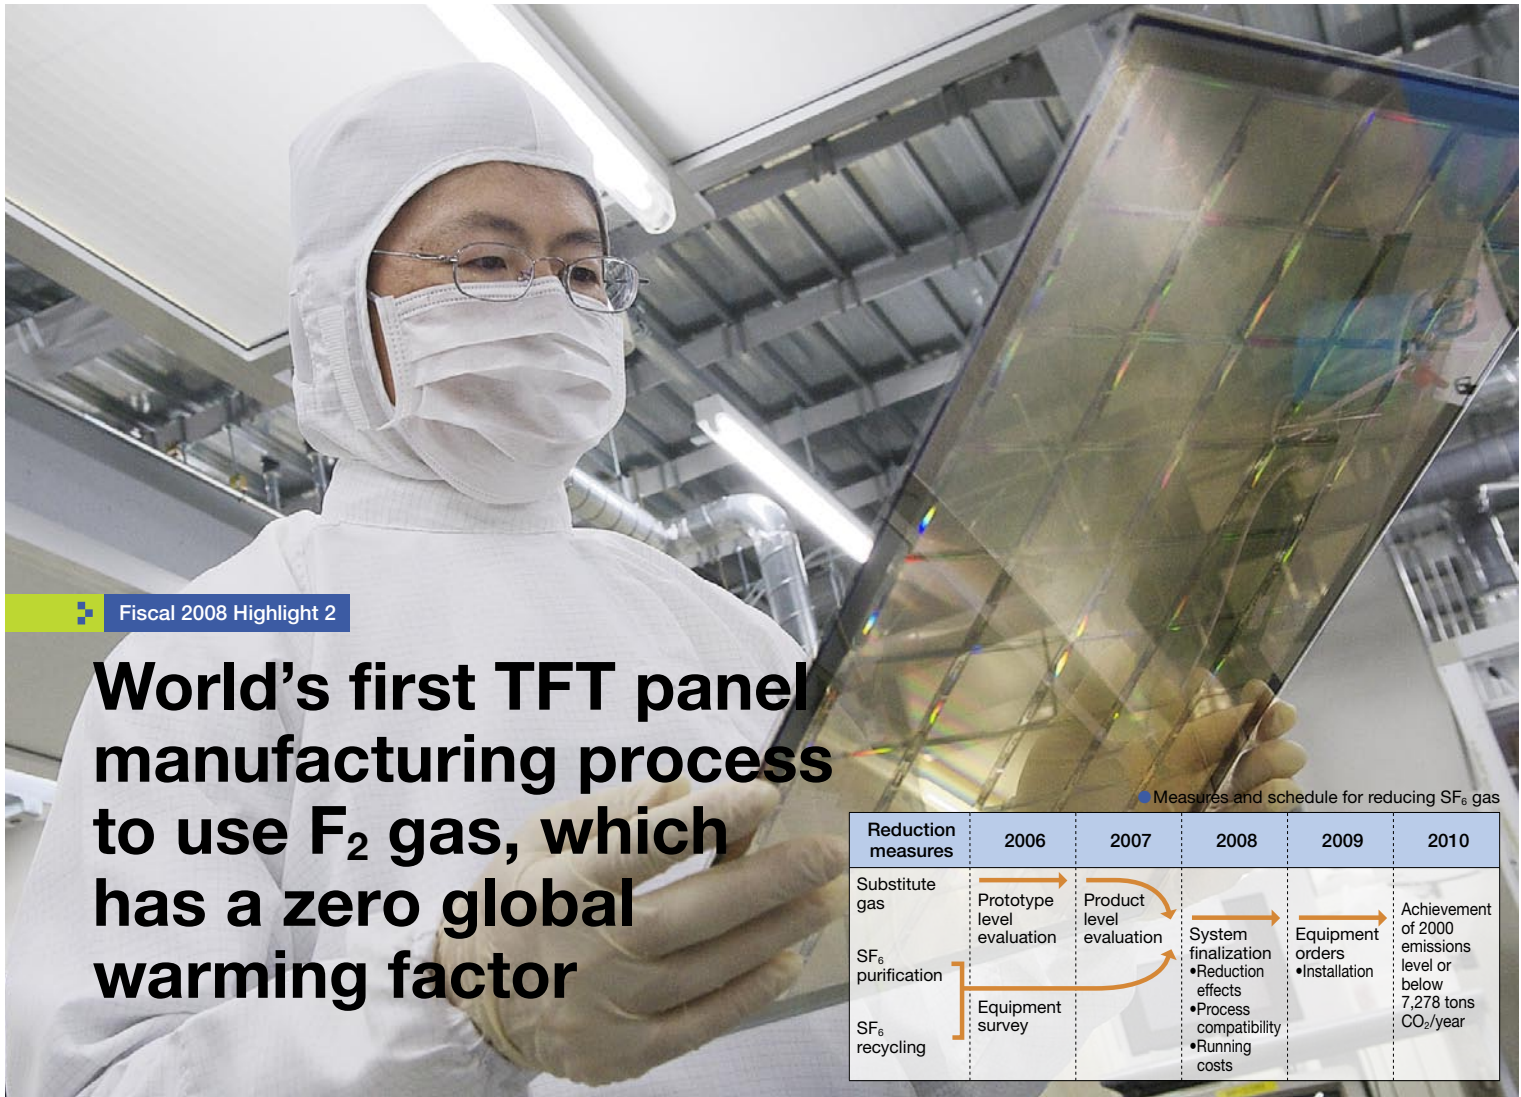 Fiscal 2008 Highlight 2
World’s first TFT panel
manufacturing process
to use F₂ gas, which
has a zero global
warming factor
Measures and schedule for reducing SF₆ gas
Reduction
measures
2006
2007
2008
2009
2010
Substitute
gas
SF₆
purification
SF₆
recycling
Prototype
level
evaluation
Equipment
survey
Product
level
evaluation
System
finalization
•Reduction
effects
•Process
compatibility
•Running
costs
Equipment
orders
•Installation
Achievement
of 2000
emissions
level or
below
7,278 tons
CO₂/year